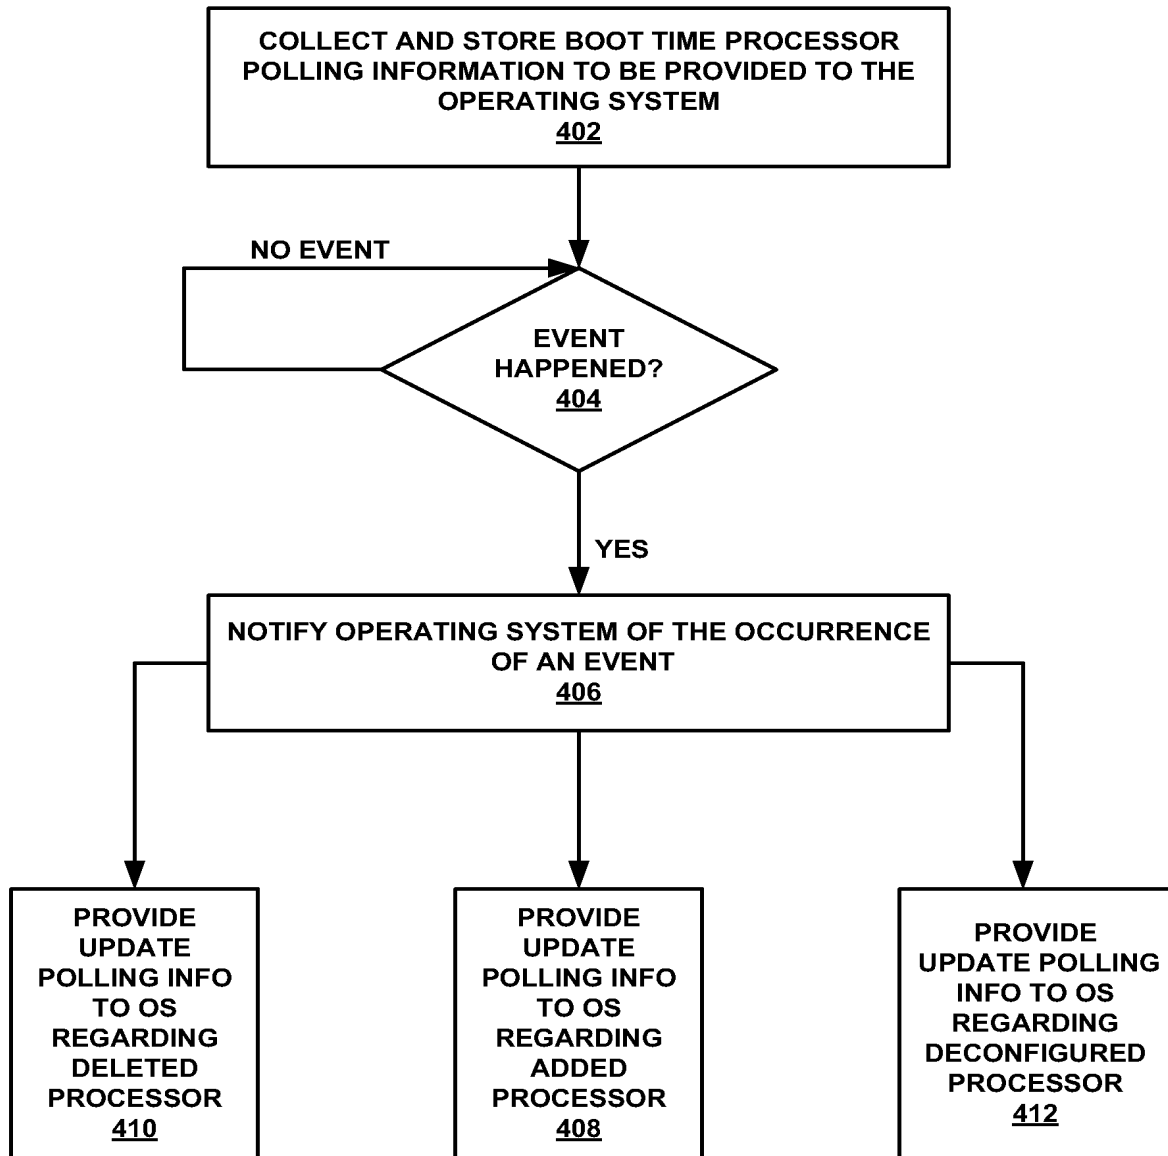 COLLECT AND STORE BOOT TIME PROCESSOR
POLLING INFORMATION TO BE PROVIDED TO THE
OPERATING SYSTEM
402
NO EVENT
EVENT
HAPPENED?
404
YES
NOTIFY OPERATING SYSTEM OF THE OCCURRENCE
OF AN EVENT
406
PROVIDE
UPDATE
POLLING INFO
TO OS
REGARDING
DELETED
PROCESSOR
410
PROVIDE
UPDATE
POLLING INFO
TO OS
REGARDING
ADDED
PROCESSOR
408
PROVIDE
UPDATE POLLING
INFO TO OS
REGARDING
DECONFIGURED
PROCESSOR
412